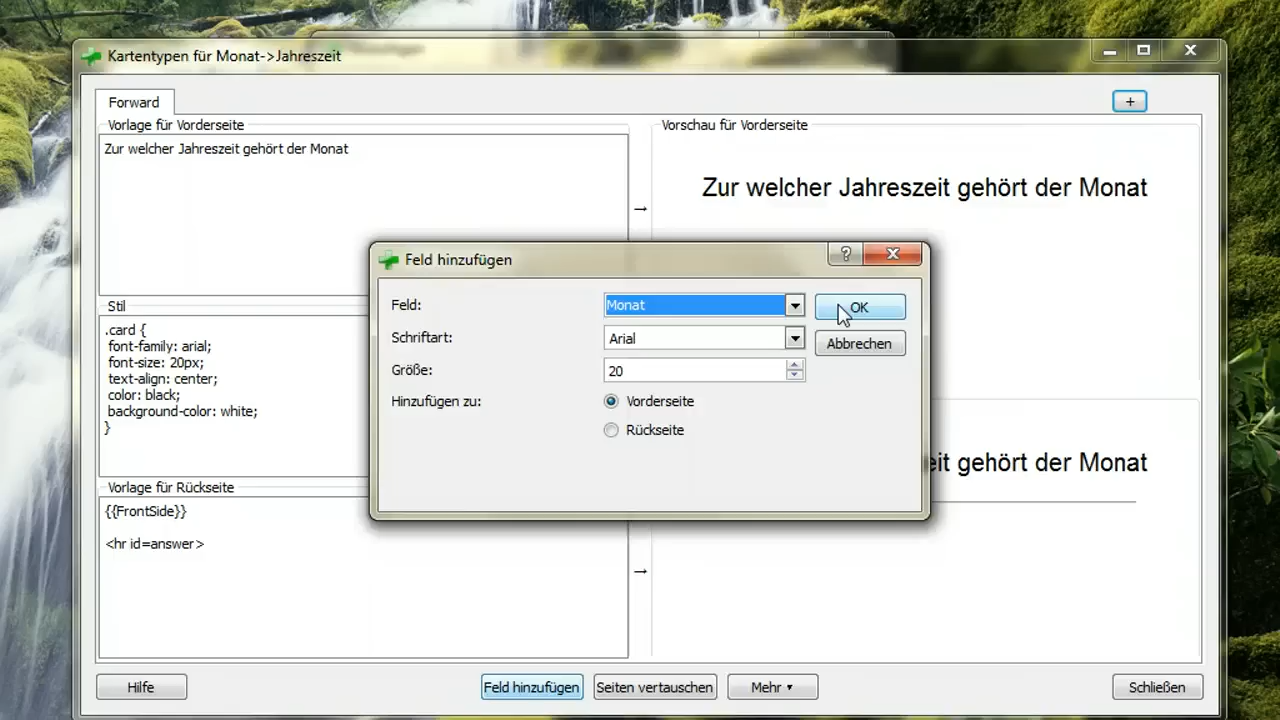 Kartentypen für Monat->Jahreszeit
Forward
+
Vorlage für Vorderseite
Zur welcher Jahreszeit gehört der Monat
Vorschau für Vorderseite
Zur welcher Jahreszeit gehört der Monat
→
Feld hinzufügen
?
Feld:
Monat
OK
Schriftart:
Arial
Abbrechen
Größe:
20
Hinzufügen zu:
Vorderseite
Rückseite
Stil
.card {
font-family: arial;
font-size: 20px;
text-align: center;
color: black;
background-color: white;
}
eit gehört der Monat
Vorlage für Rückseite
{{FrontSide}}
<hr id=answer>
→
Hilfe
Feld hinzufügen
Seiten vertauschen
Mehr ▾
Schließen